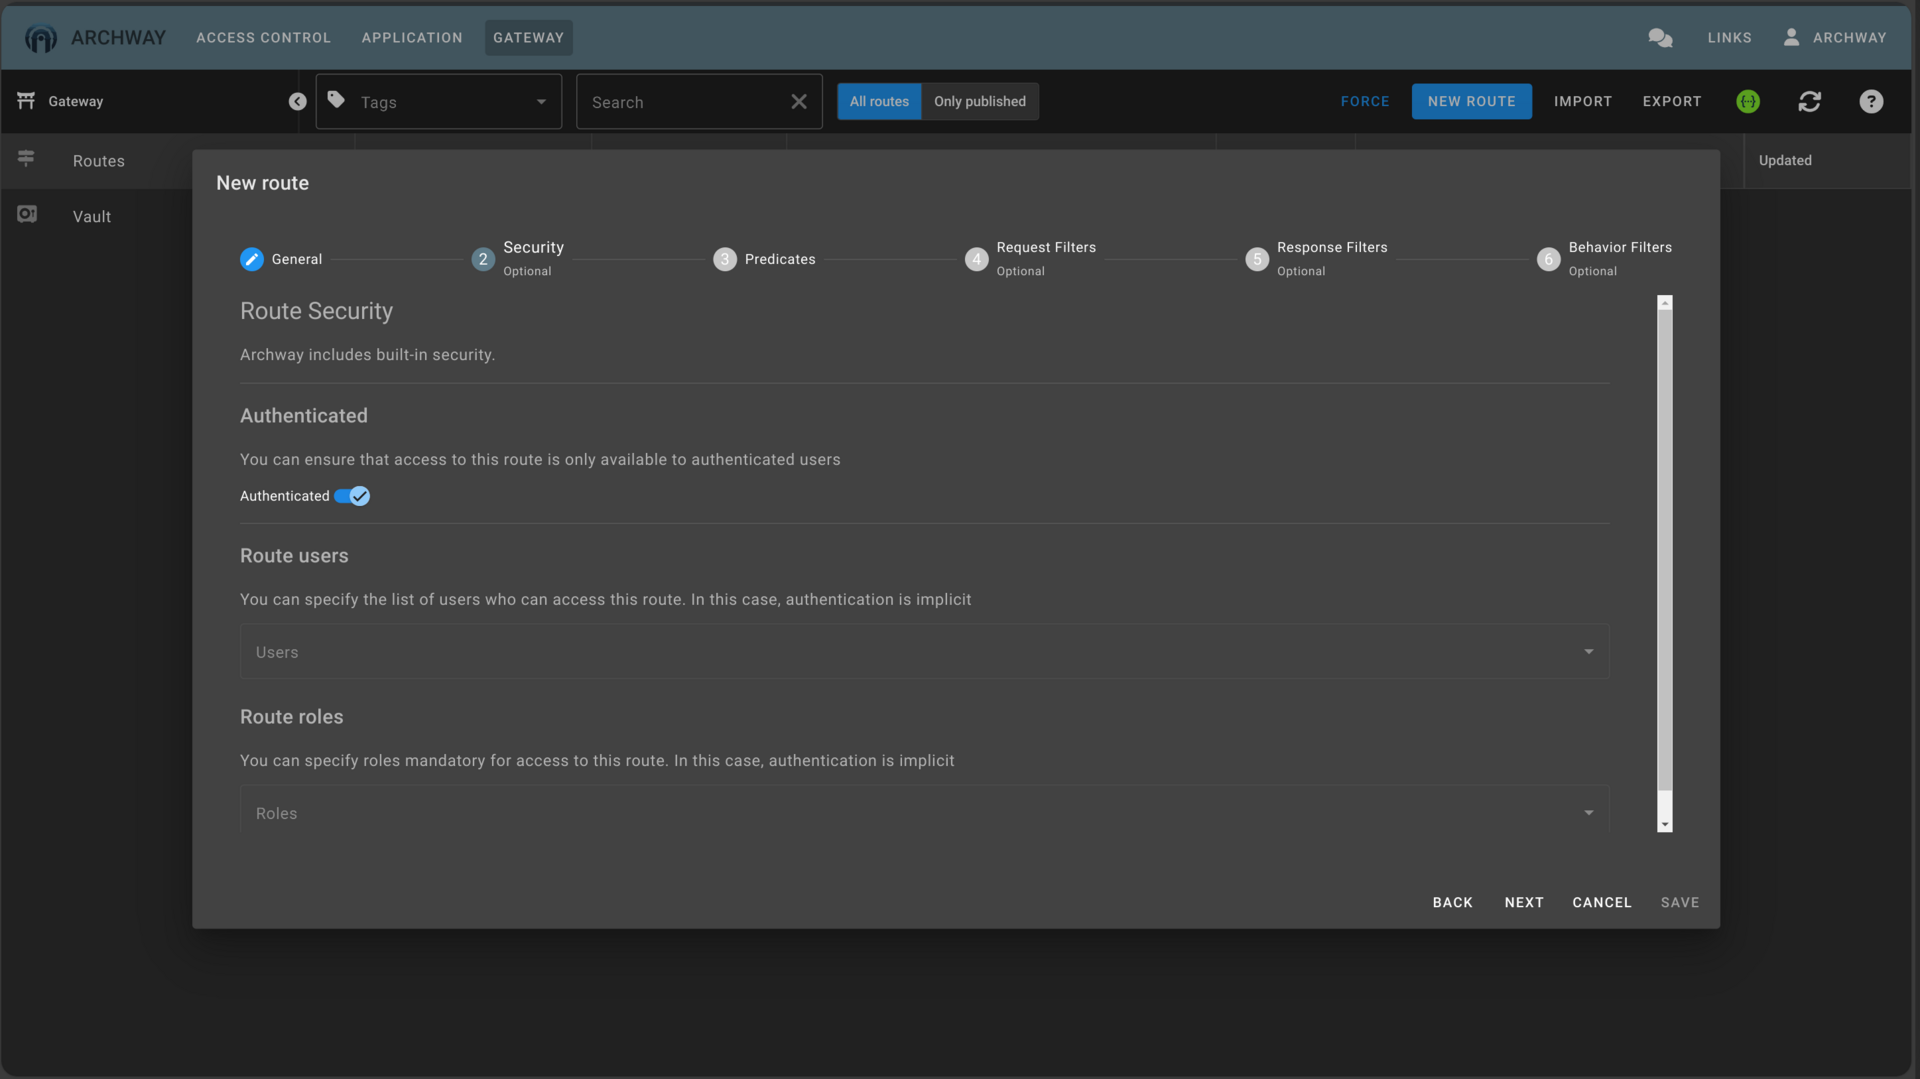 ARCHWAY ACCESS CONTROL APPLICATION GATEWAY LINKS ARCHWAY
Gateway Tags Search All routes Only published FORCE NEW ROUTE IMPORT EXPORT
Routes
Updated
Vault
New route
General
2 Security
Optional
3 Predicates
4 Request Filters
Optional
5 Response Filters
Optional
6 Behavior Filters
Optional
Route Security
Archway includes built-in security.
Authenticated
You can ensure that access to this route is only available to authenticated users
Authenticated
Route users
You can specify the list of users who can access this route. In this case, authentication is implicit
Users
Route roles
You can specify roles mandatory for access to this route. In this case, authentication is implicit
Roles
BACK NEXT CANCEL SAVE